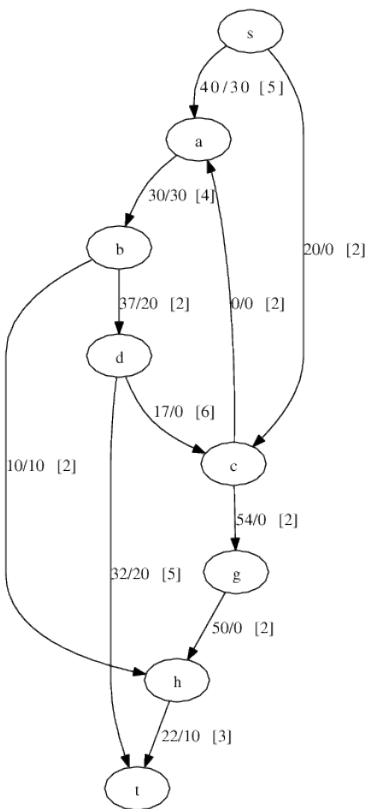 s
40/30 [5]
a
30/30 [4]
b
20/0 [2]
37/20 [2]
0/0 [2]
d
17/0 [6]
c
10/10 [2]
54/0 [2]
32/20 [5]
g
50/0 [2]
h
22/10 [3]
t